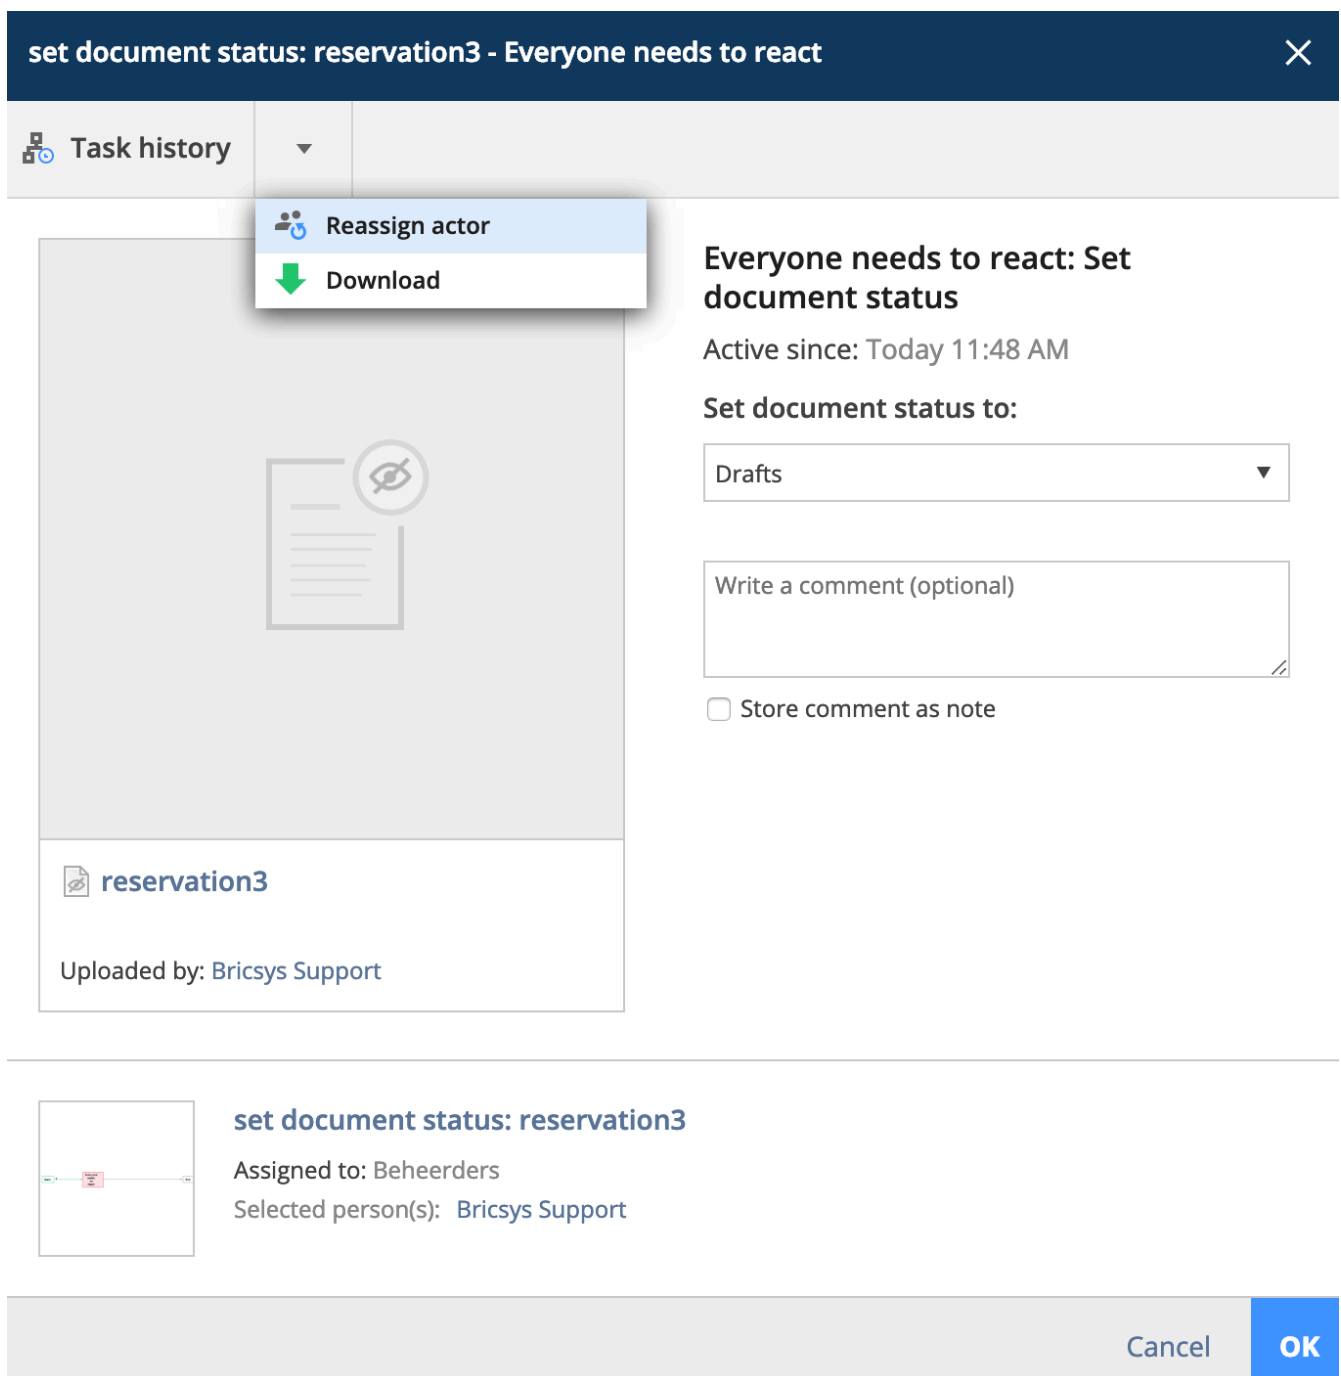 set document status: reservation3 - Everyone needs to react
Task history
Reassign actor
Download
Everyone needs to react: Set
document status
Active since: Today 11:48 AM
Set document status to:
Drafts
Write a comment (optional)
Store comment as note
reservation3
Uploaded by: Bricsys Support
set document status: reservation3
Assigned to: Beheerders
Selected person(s): Bricsys Support
Cancel
OK